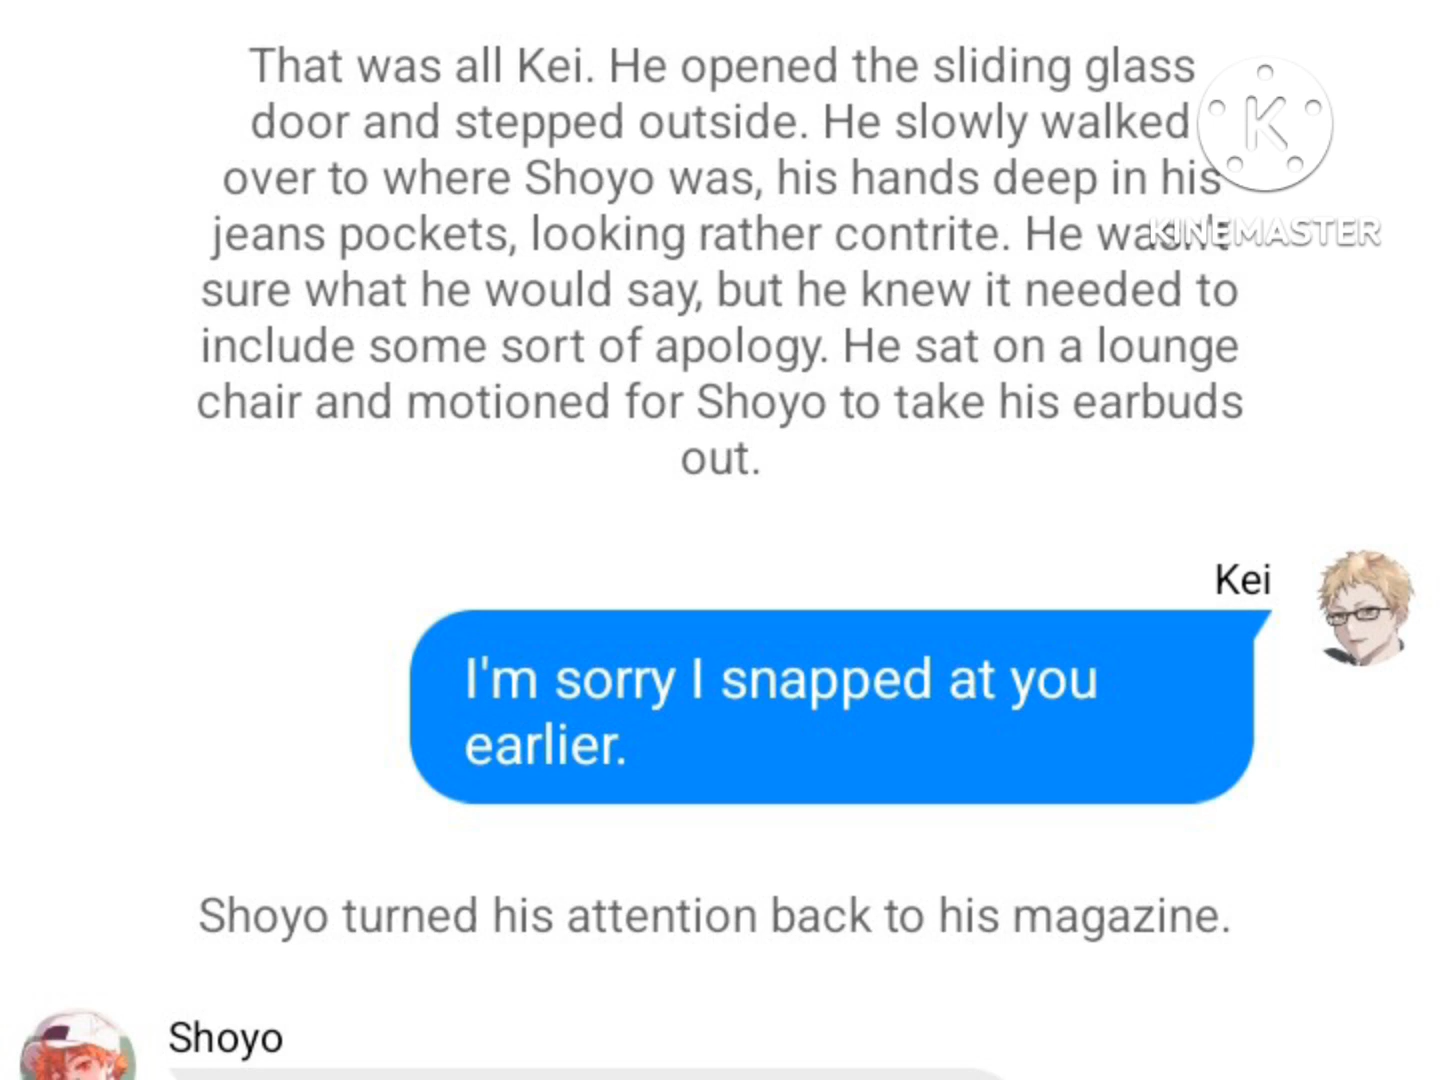 That was all Kei. He opened the sliding glass
door and stepped outside. He slowly walked
over to where Shoyo was, his hands deep in his
jeans pockets, looking rather contrite. He wasn't
sure what he would say, but he knew it needed to
include some sort of apology. He sat on a lounge
chair and motioned for Shoyo to take his earbuds
out.
K
KINEMASTER
Kei
I'm sorry I snapped at you
earlier.
Shoyo turned his attention back to his magazine.
Shoyo